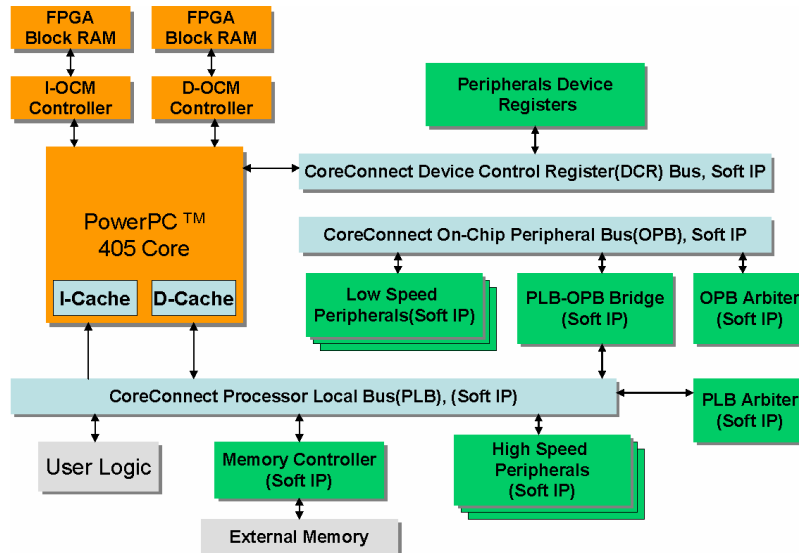 FPGA
Block RAM
FPGA
Block RAM
I-OCM
Controller
D-OCM
Controller
Peripherals Device
Registers
CoreConnect Device Control Register(DCR) Bus, Soft IP
PowerPC TM
405 Core
CoreConnect On-Chip Peripheral Bus(OPB), Soft IP
I-Cache
D-Cache
Low Speed
Peripherals(Soft IP)
PLB-OPB Bridge
(Soft IP)
OPB Arbiter
(Soft IP)
CoreConnect Processor Local Bus(PLB), (Soft IP)
PLB Arbiter
(Soft IP)
User Logic
Memory Controller
(Soft IP)
High Speed
Peripherals
(Soft IP)
External Memory